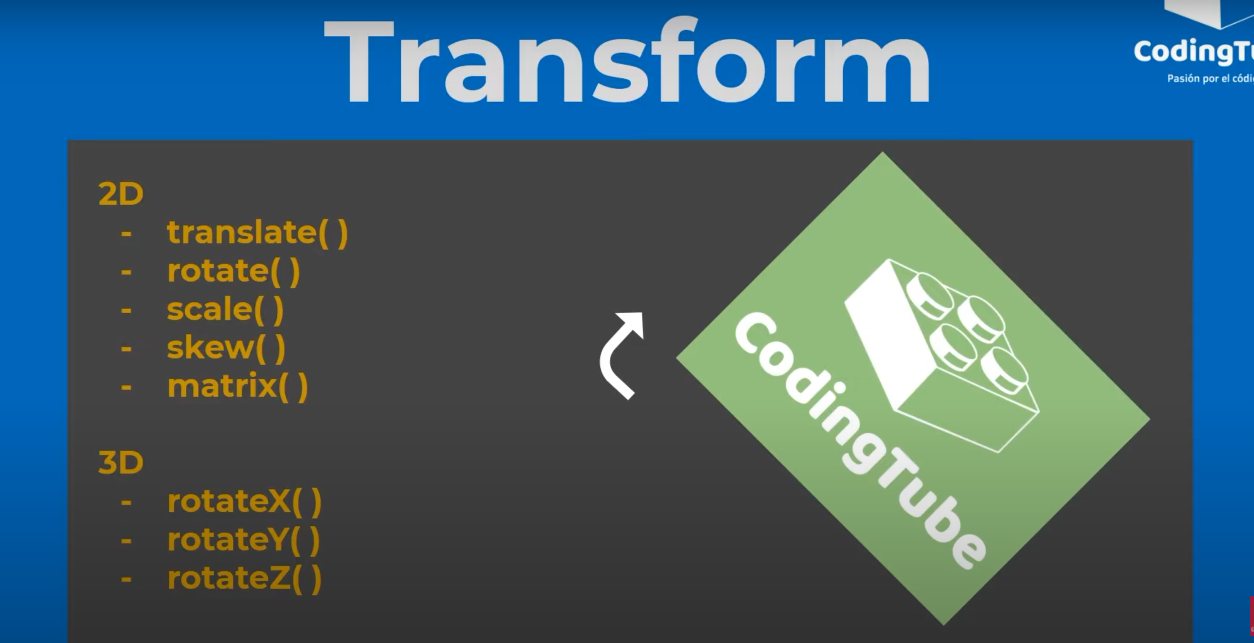 Transform
CodingTu
Pasión por el códi
2D
- translate( )
- rotate( )
- scale( )
- skew( )
- matrix( )
3D
- rotateX( )
- rotateY( )
- rotateZ( )
CodingTube